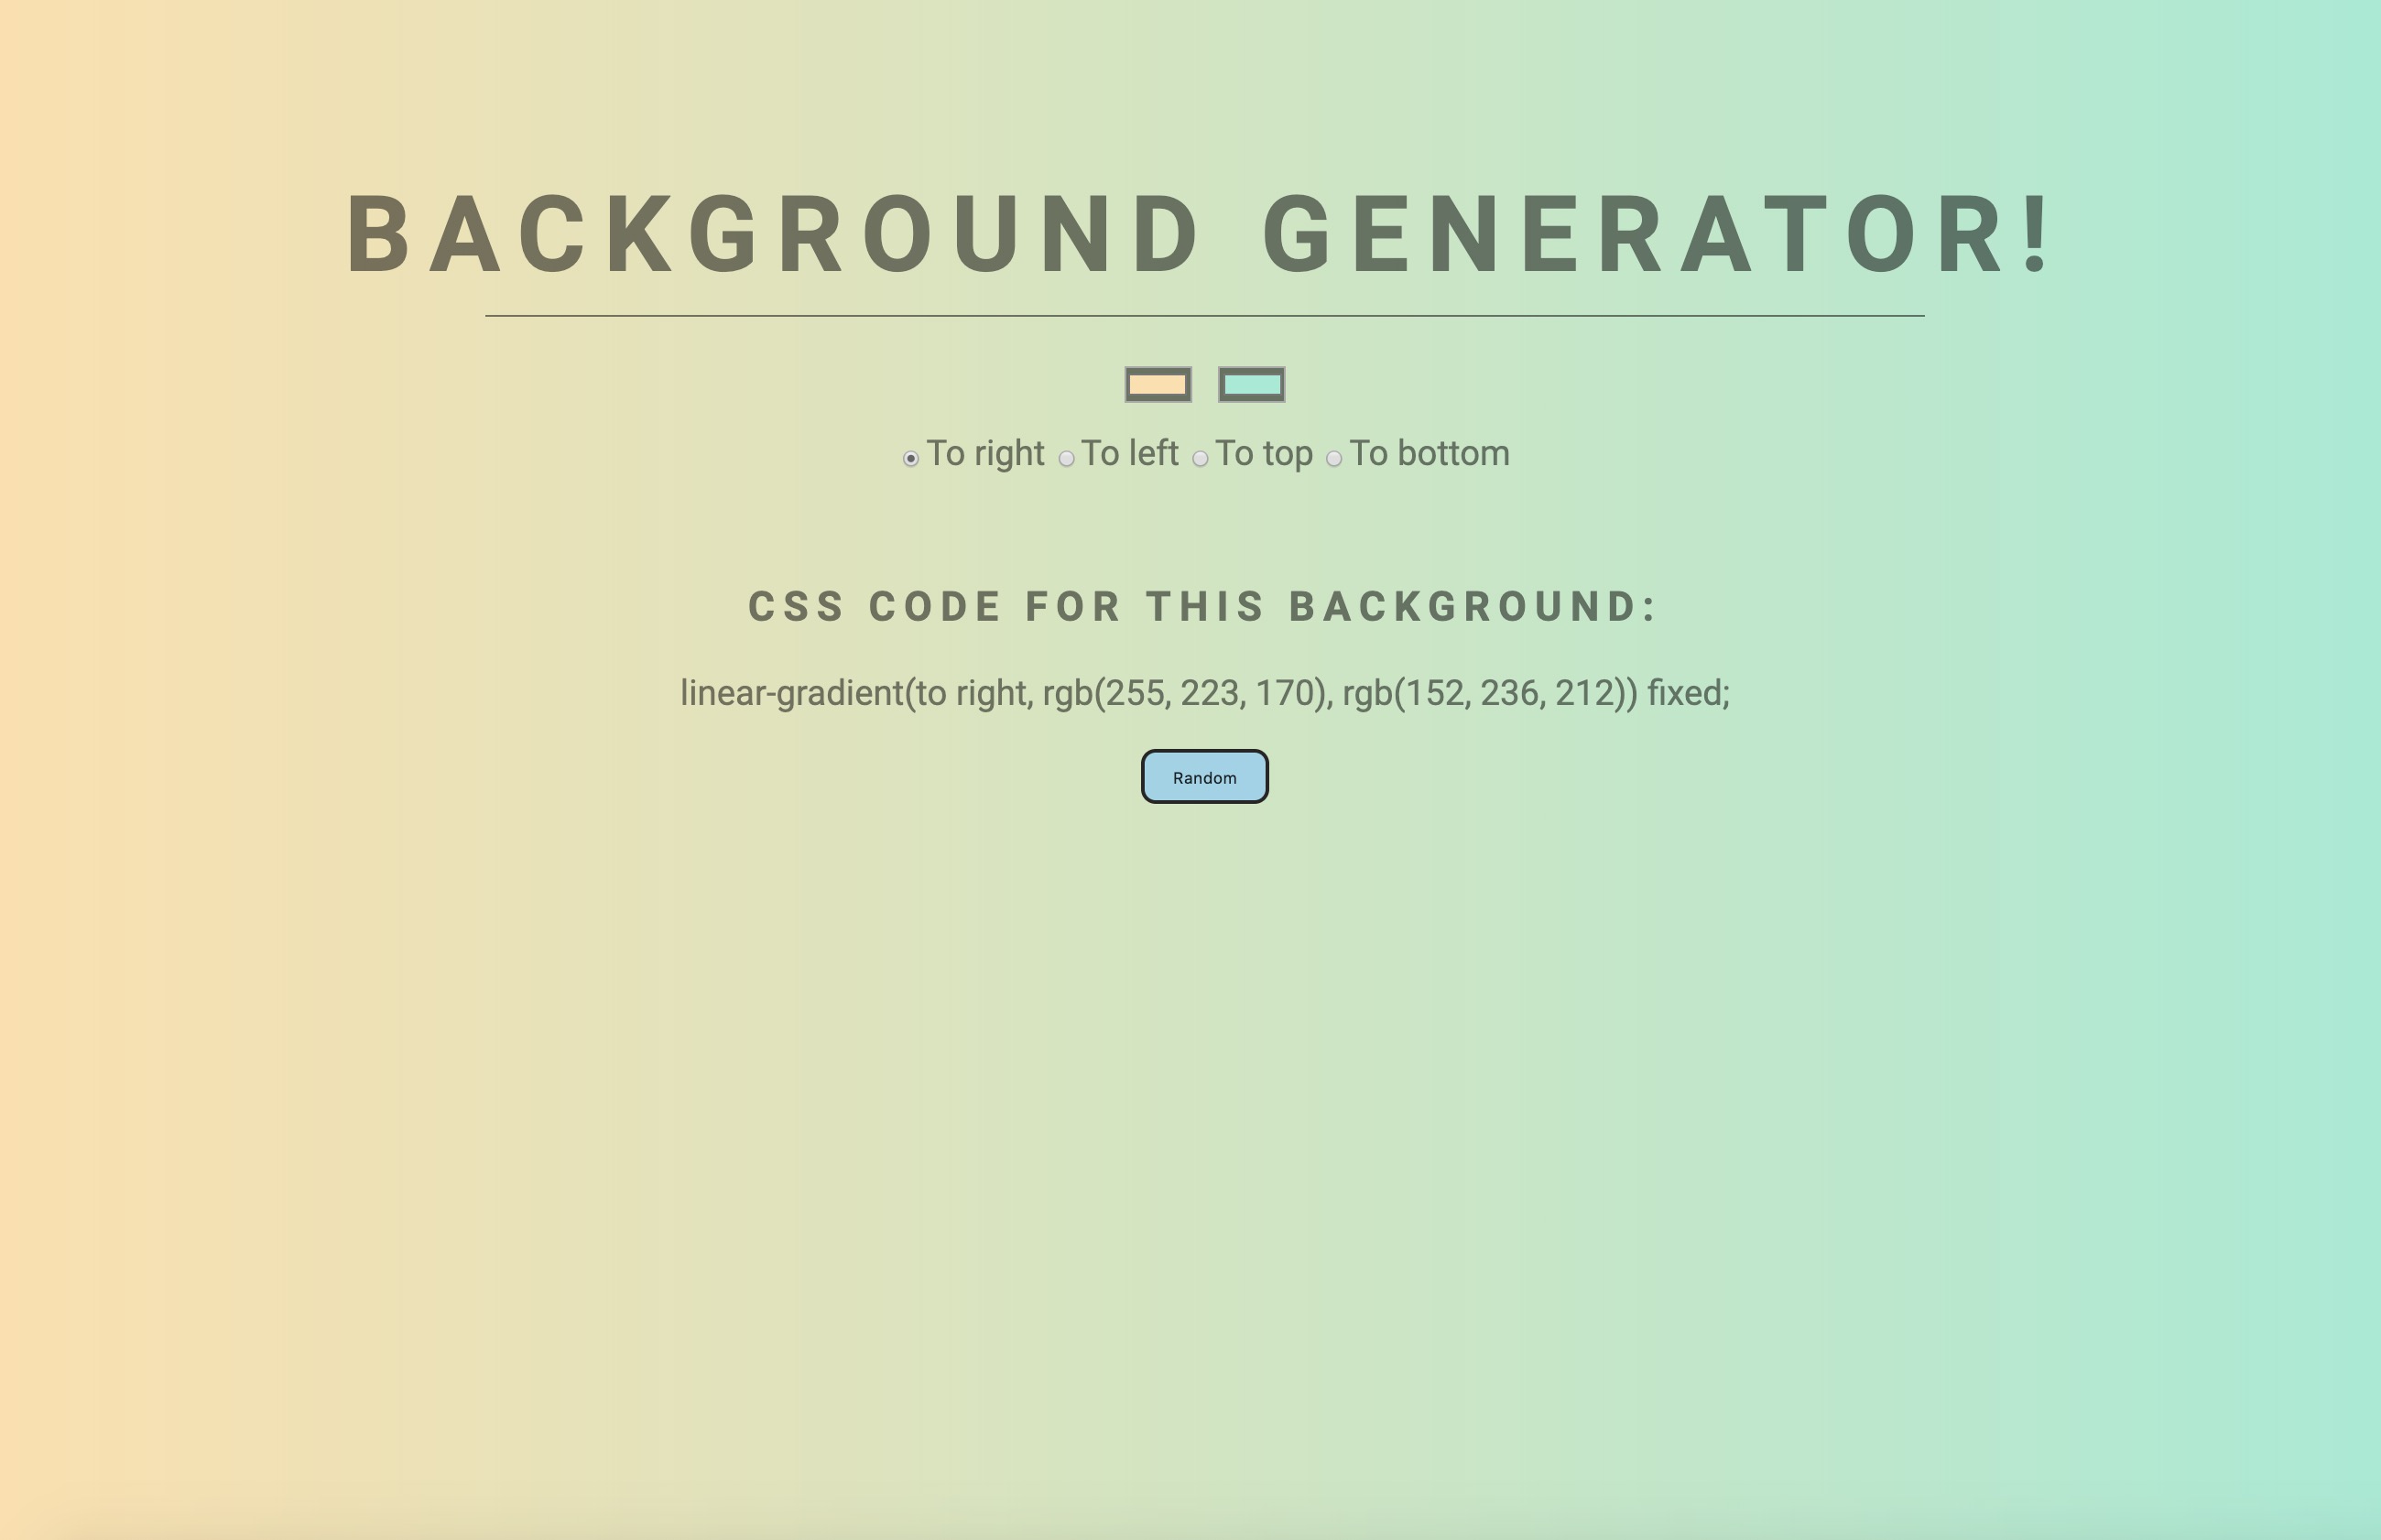 BACKGROUND GENERATOR!
To right To left To top To bottom
CSS CODE FOR THIS BACKGROUND:
linear-gradient(to right, rgb(255, 223, 170), rgb(152, 236, 212)) fixed;
Random